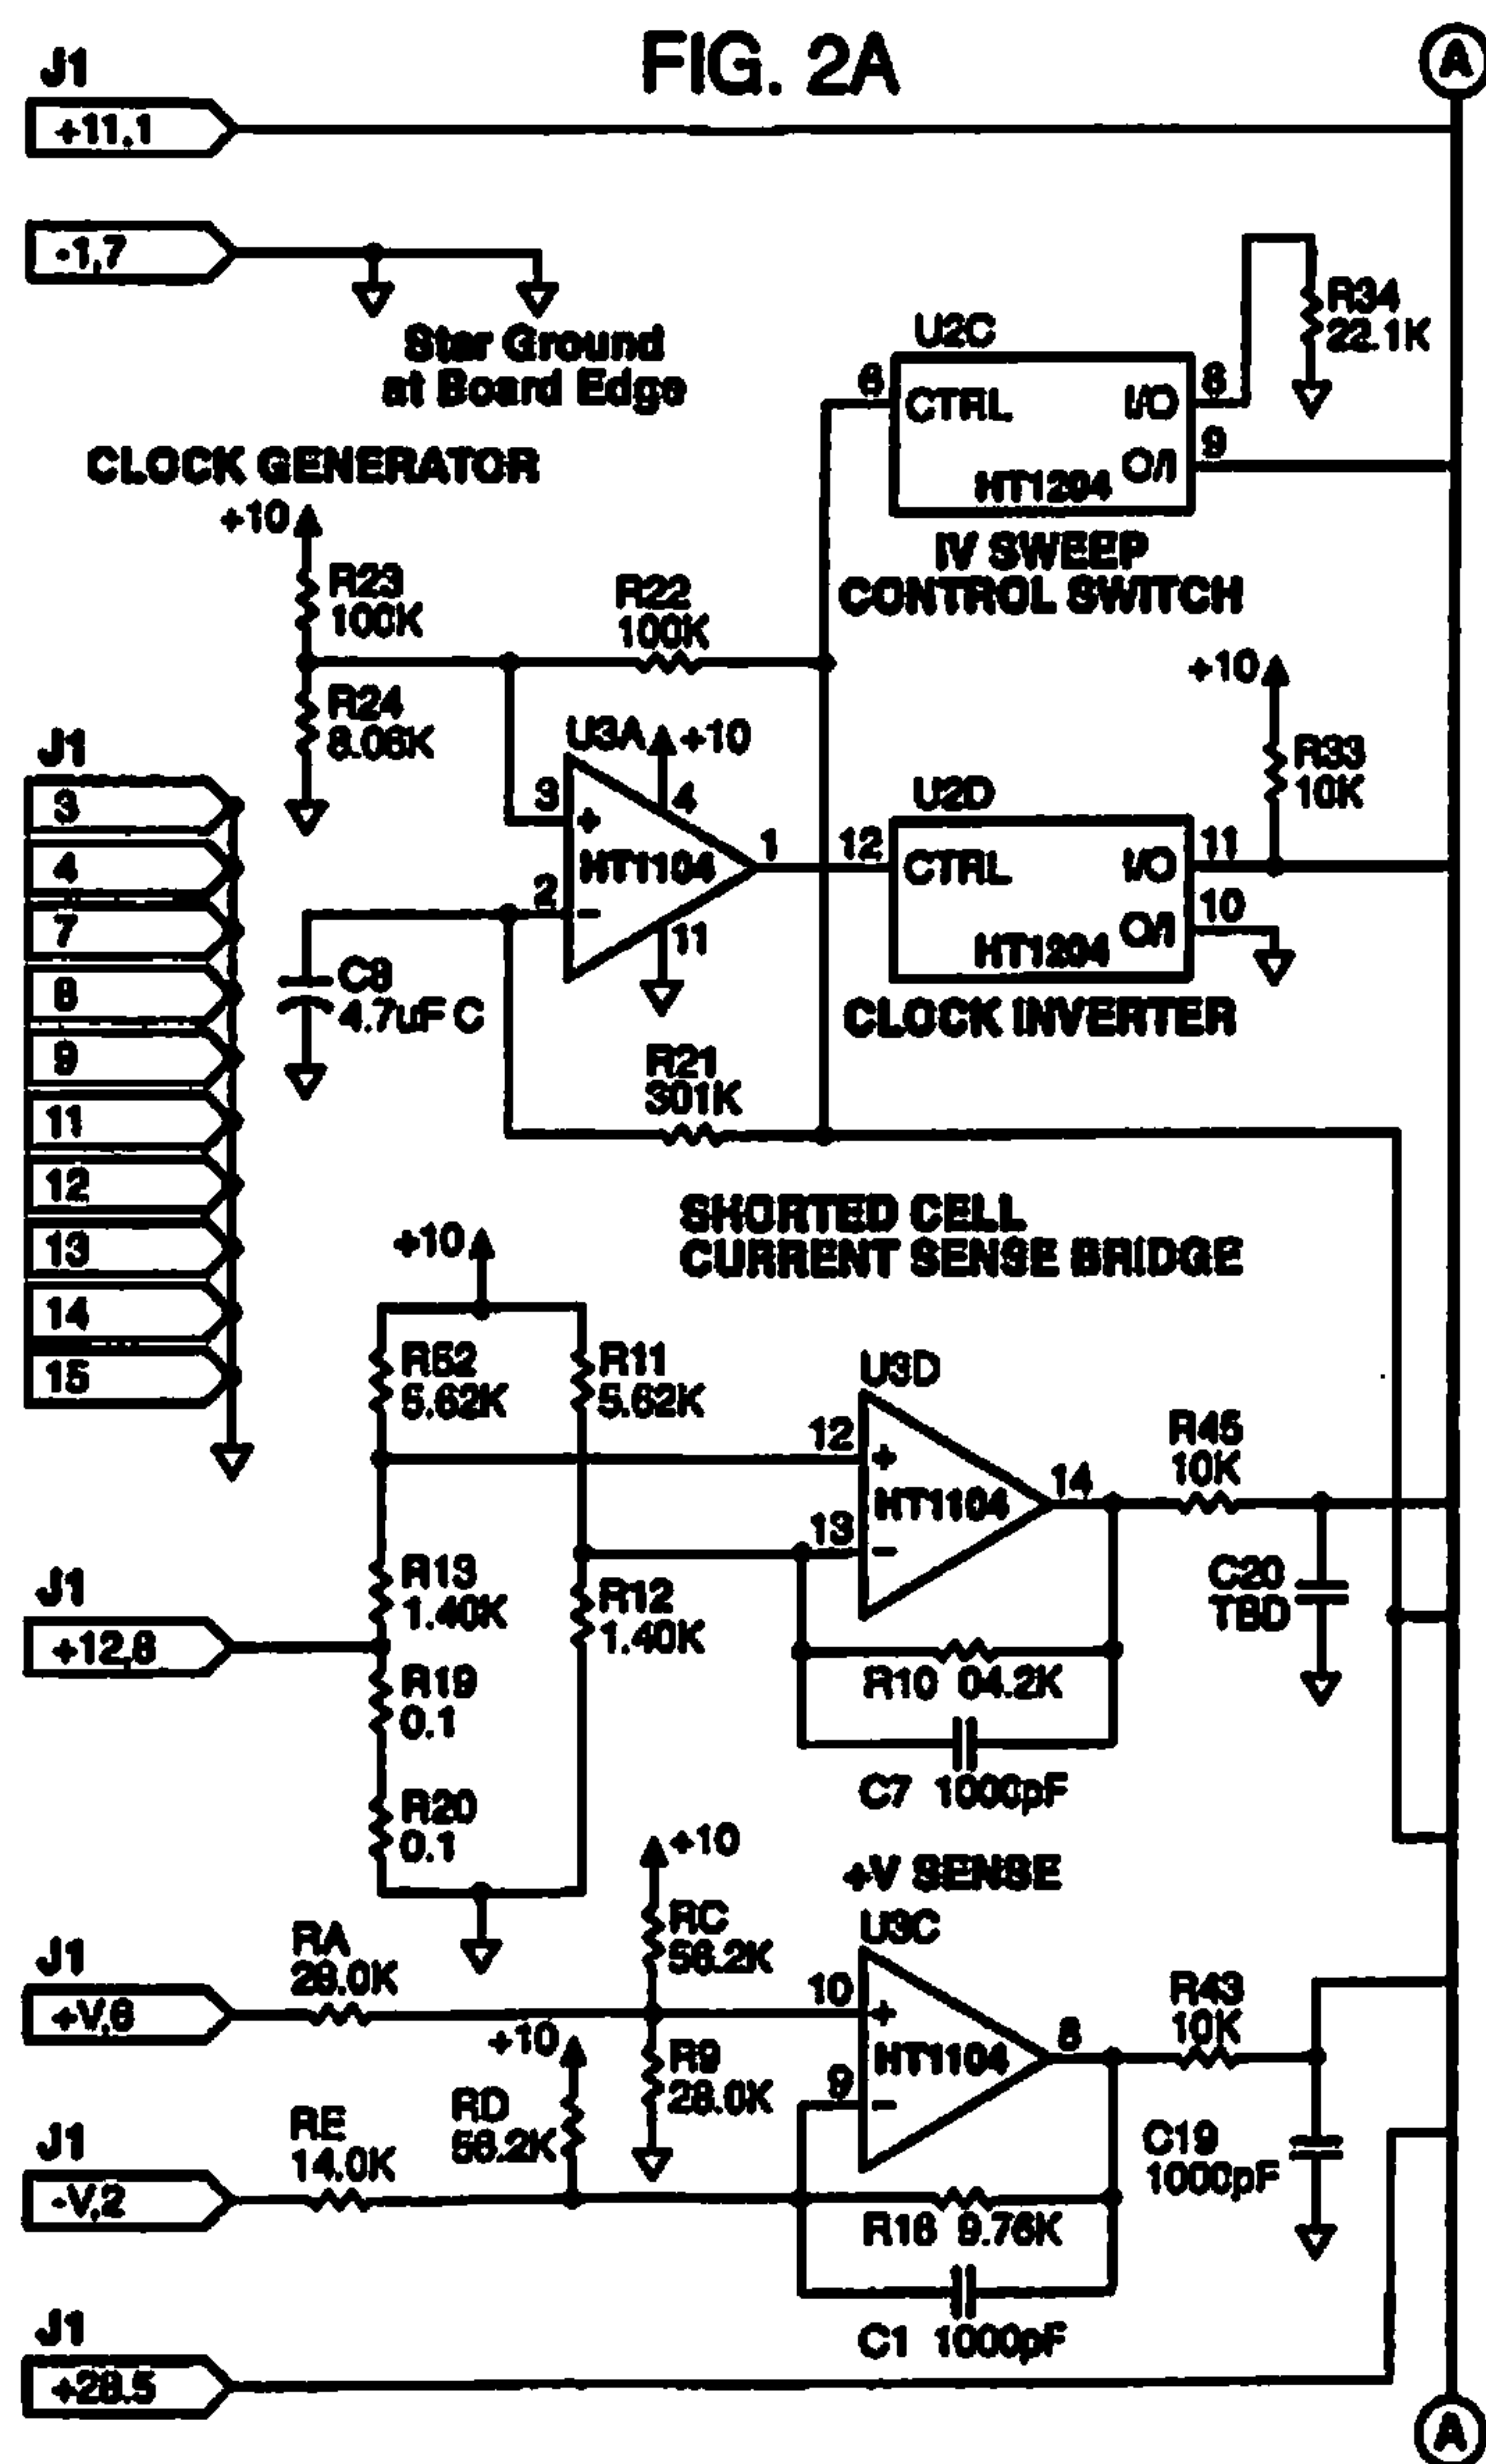 FIG. 2A
A
J1
+11,1
-1,7
Star Ground
at Board Edge
U2C
6
CTRL
I/O
8
9
O/I
HT1204
R34
22.1K
IV SWEEP
CONTROL SWITCH
CLOCK GENERATOR
+10
R23
100K
R22
100K
R24
8.06K
U3A
+10
3
+
4
HT1104
1
2
-
11
C8
4.7uF C
R21
301K
+10
R33
10K
U2D
12
CTRL
I/O
11
10
O/I
HT1204
CLOCK INVERTER
J1
3
4
7
8
9
11
12
13
14
15
SHORTED CELL
CURRENT SENSE BRIDGE
+10
R52
5.62K
R11
5.62K
U3D
12
+
HT1104
14
13
-
R45
10K
C20
TBD
R13
1.40K
R12
1.40K
J1
+12,6
R19
0.1
R10 04.2K
C7 1000pF
R20
0.1
+10
+V SENSE
RC
56.2K
U3C
J1
+V,6
RA
28.0K
10
+
HT1104
8
9
-
R43
10K
+10
R9
28.0K
RD
56.2K
J1
-V,2
RE
14.0K
R16 9.76K
C1 1000pF
C19
1000pF
J1
+28.5
A